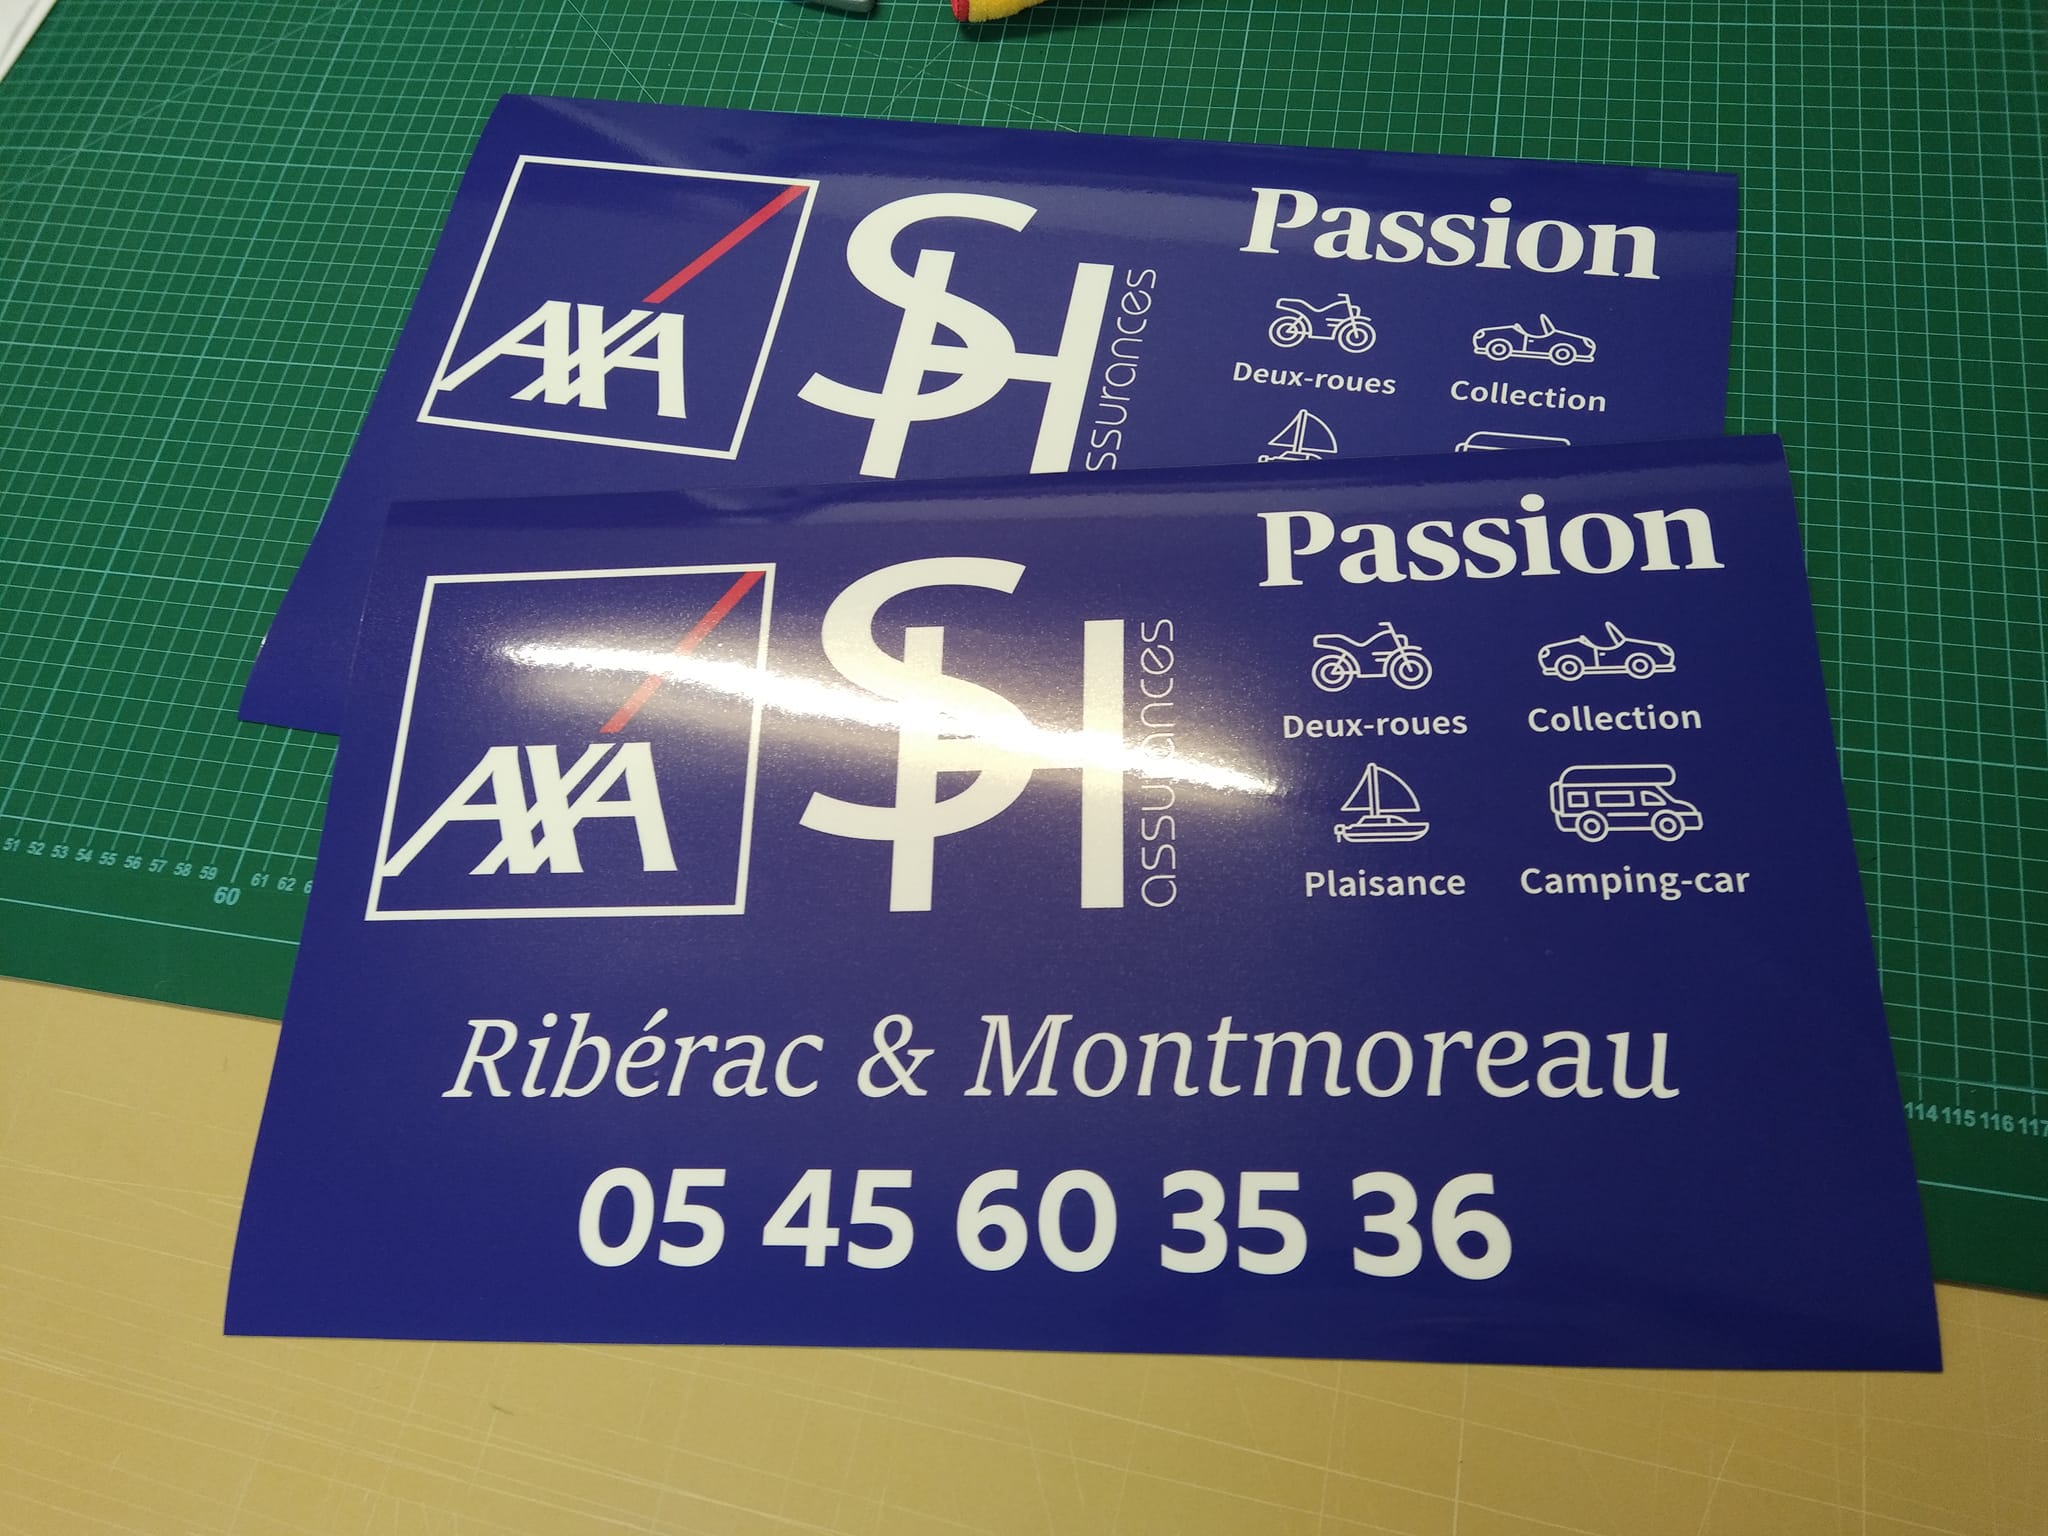 AXA
SH
assurances
Passion
Deux-roues
Collection
AXA
SH
assurances
Passion
Deux-roues
Collection
Plaisance
Camping-car
Ribérac & Montmoreau
05 45 60 35 36
51 52 53 54 55 56 57 58 59 60 61 62
114 115 116 117